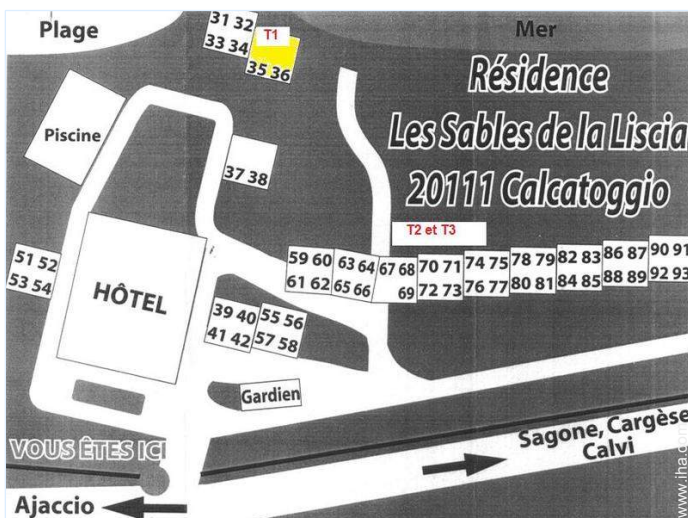 Plage
31 32
33 34
T1
35 36
Mer
Résidence
Les Sables de la Liscia
20111 Calcatoggio
Piscine
37 38
T2 et T3
51 52
53 54
HÔTEL
59 60
61 62
63 64
65 66
67 68
69
70 71
72 73
74 75
76 77
78 79
80 81
82 83
84 85
86 87
88 89
90 91
92 93
39 40
41 42
55 56
57 58
Gardien
VOUS ÊTES ICI
Sagone, Cargèse
Calvi
Ajaccio